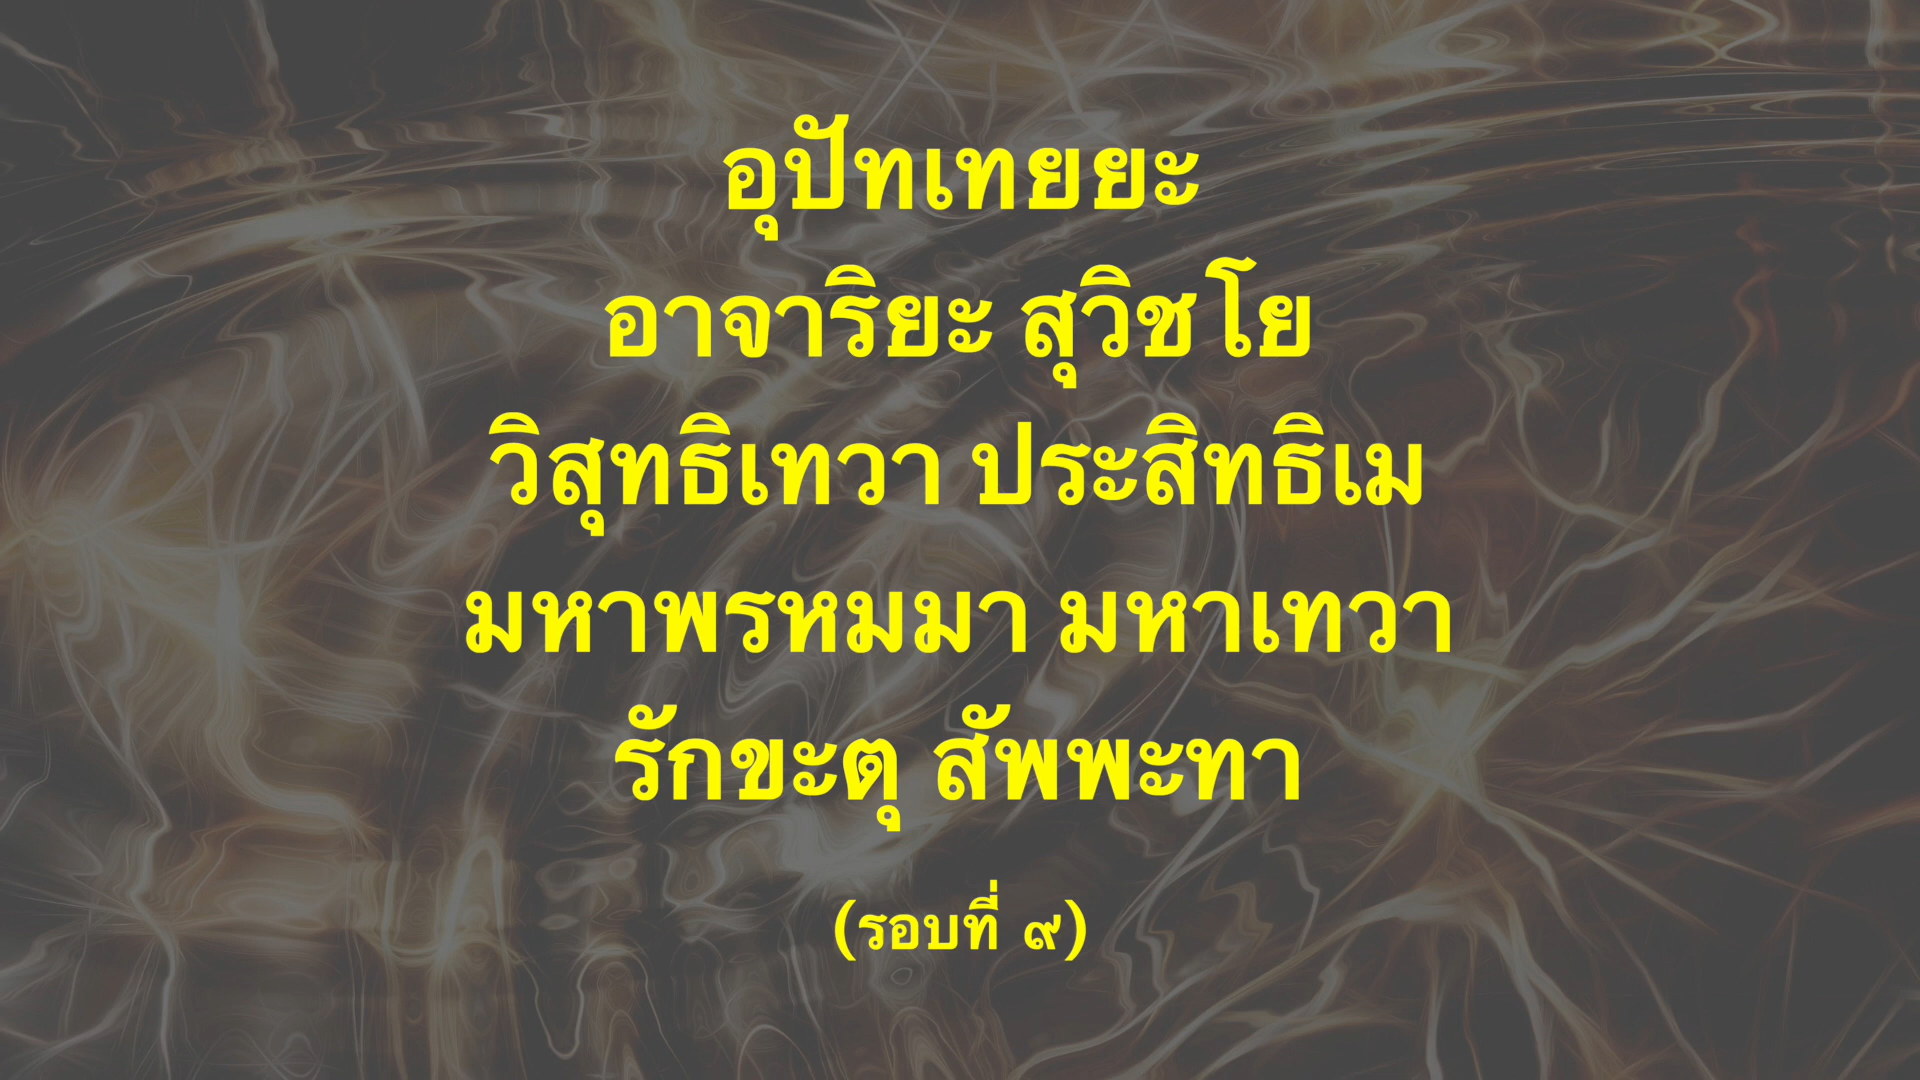 อุปัทเทยยะ
อาจาริยะ สุวิชโย
วิสุทธิเทวา ประสิทธิเม
มหาพรหมมา มหาเทวา
รักขะตุ สัพพะทา
(รอบที่ ๙)